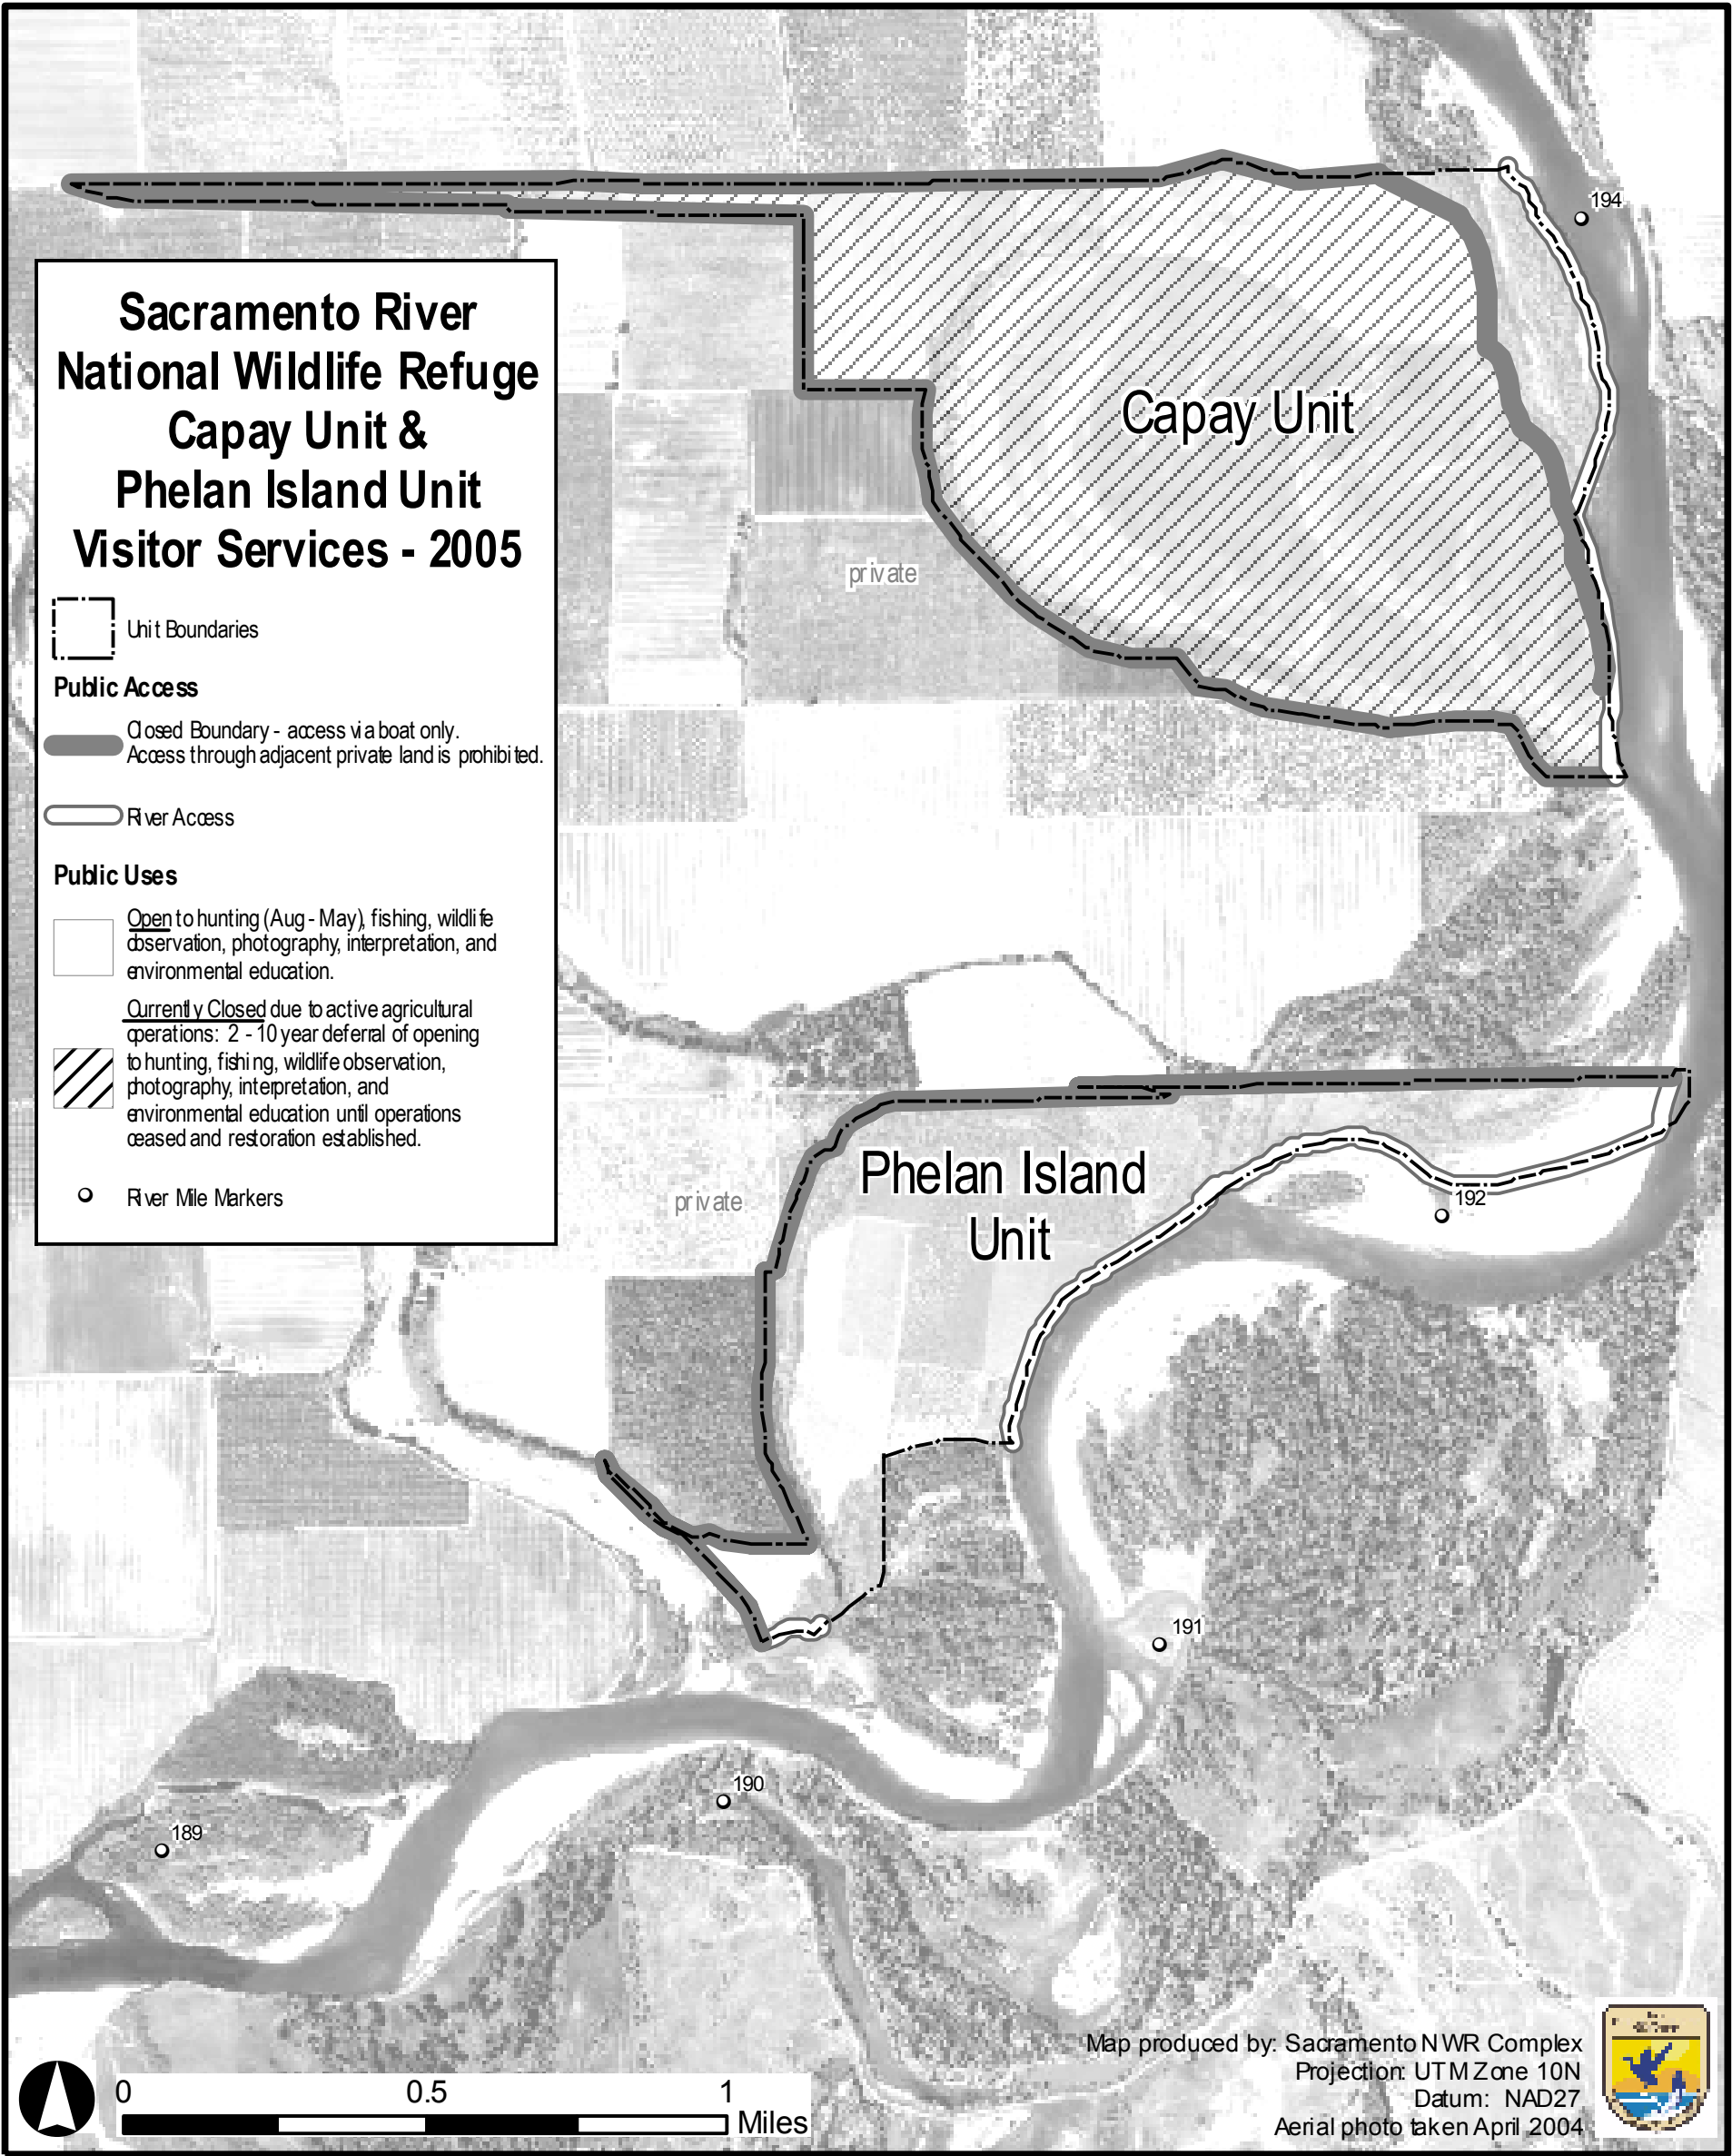 Sacramento River
National Wildlife Refuge
Capay Unit &
Phelan Island Unit
Visitor Services - 2005
Unit Boundaries
Public Access
Closed Boundary - access via boat only.
Access through adjacent private land is prohibited.
River Access
Public Uses
Open to hunting (Aug - May), fishing, wildlife
observation, photography, interpretation, and
environmental education.
Currently Closed due to active agricultural
operations: 2 - 10 year deferral of opening
to hunting, fishing, wildlife observation,
photography, interpretation, and
environmental education until operations
ceased and restoration established.
River Mile Markers
194
Capay Unit
private
Phelan Island
Unit
private
192
191
190
189
0 0.5 1
Miles
Map produced by: Sacramento NWR Complex
Projection: UTM Zone 10N
Datum: NAD27
Aerial photo taken April 2004